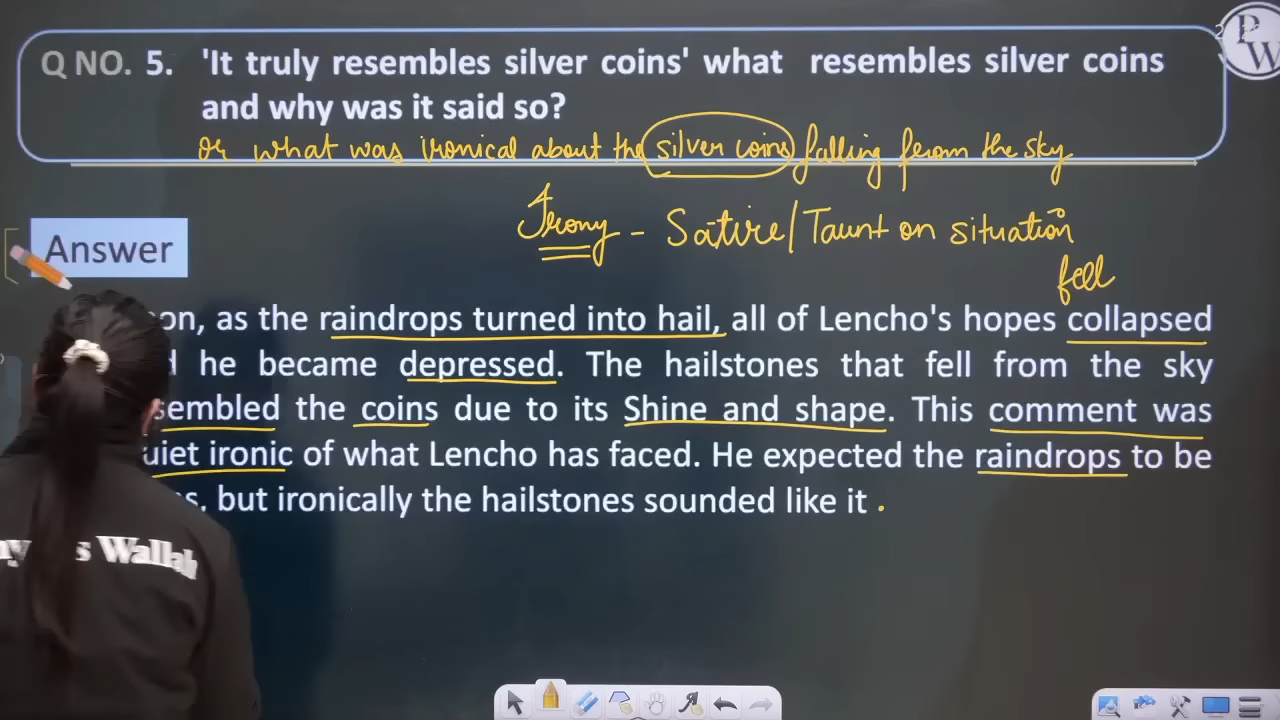 P
W
Q NO. 5. 'It truly resembles silver coins' what resembles silver coins
and why was it said so?
or what was ironical about the silver coins falling from the sky
Irony - Satire/Taunt on situation
Answer
fell
on, as the raindrops turned into hail, all of Lencho's hopes collapsed
he became depressed. The hailstones that fell from the sky
sembled the coins due to its Shine and shape. This comment was
uiet ironic of what Lencho has faced. He expected the raindrops to be
s, but ironically the hailstones sounded like it .
s Wallah